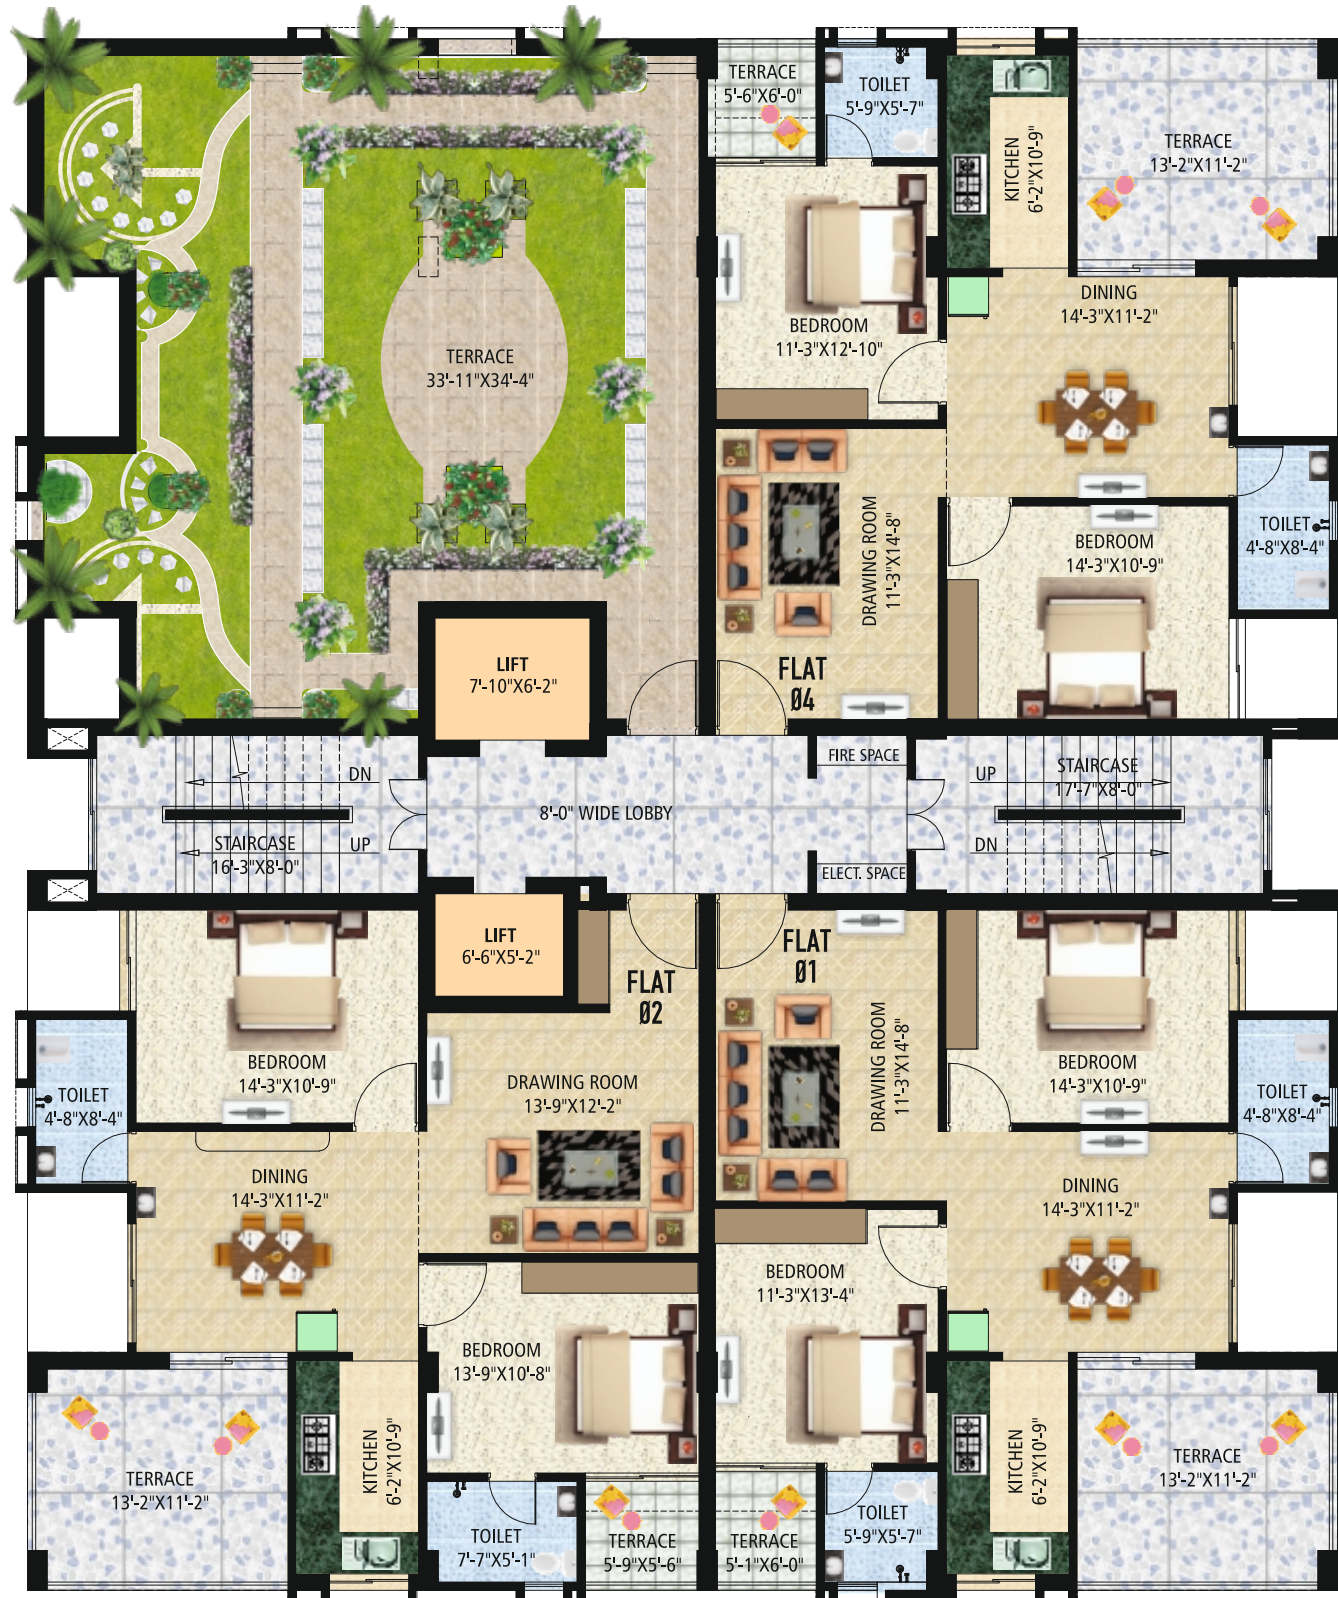 TERRACE
5'-6"X6'-0"
TOILET
5'-9"X5'-7"
KITCHEN
6'-2"X10'-9"
TERRACE
13'-2"X11'-2"
BEDROOM
11'-3"X12'-10"
DINING
14'-3"X11'-2"
TERRACE
33'-11"X34'-4"
DRAWING ROOM
11'-3"X14'-8"
BEDROOM
14'-3"X10'-9"
TOILET
4'-8"X8'-4"
LIFT
7'-10"X6'-2"
FLAT
04
DN
UP
STAIRCASE
16'-3"X8'-0"
8'-0" WIDE LOBBY
FIRE SPACE
ELECT. SPACE
UP
DN
STAIRCASE
17'-7"X8'-0"
LIFT
6'-6"X5'-2"
FLAT
02
FLAT
01
BEDROOM
14'-3"X10'-9"
TOILET
4'-8"X8'-4"
DRAWING ROOM
13'-9"X12'-2"
DRAWING ROOM
11'-3"X14'-8"
BEDROOM
14'-3"X10'-9"
TOILET
4'-8"X8'-4"
DINING
14'-3"X11'-2"
DINING
14'-3"X11'-2"
BEDROOM
13'-9"X10'-8"
BEDROOM
11'-3"X13'-4"
TERRACE
13'-2"X11'-2"
KITCHEN
6'-2"X10'-9"
TOILET
7'-7"X5'-1"
TERRACE
5'-9"X5'-6"
TERRACE
5'-1"X6'-0"
TOILET
5'-9"X5'-7"
KITCHEN
6'-2"X10'-9"
TERRACE
13'-2"X11'-2"